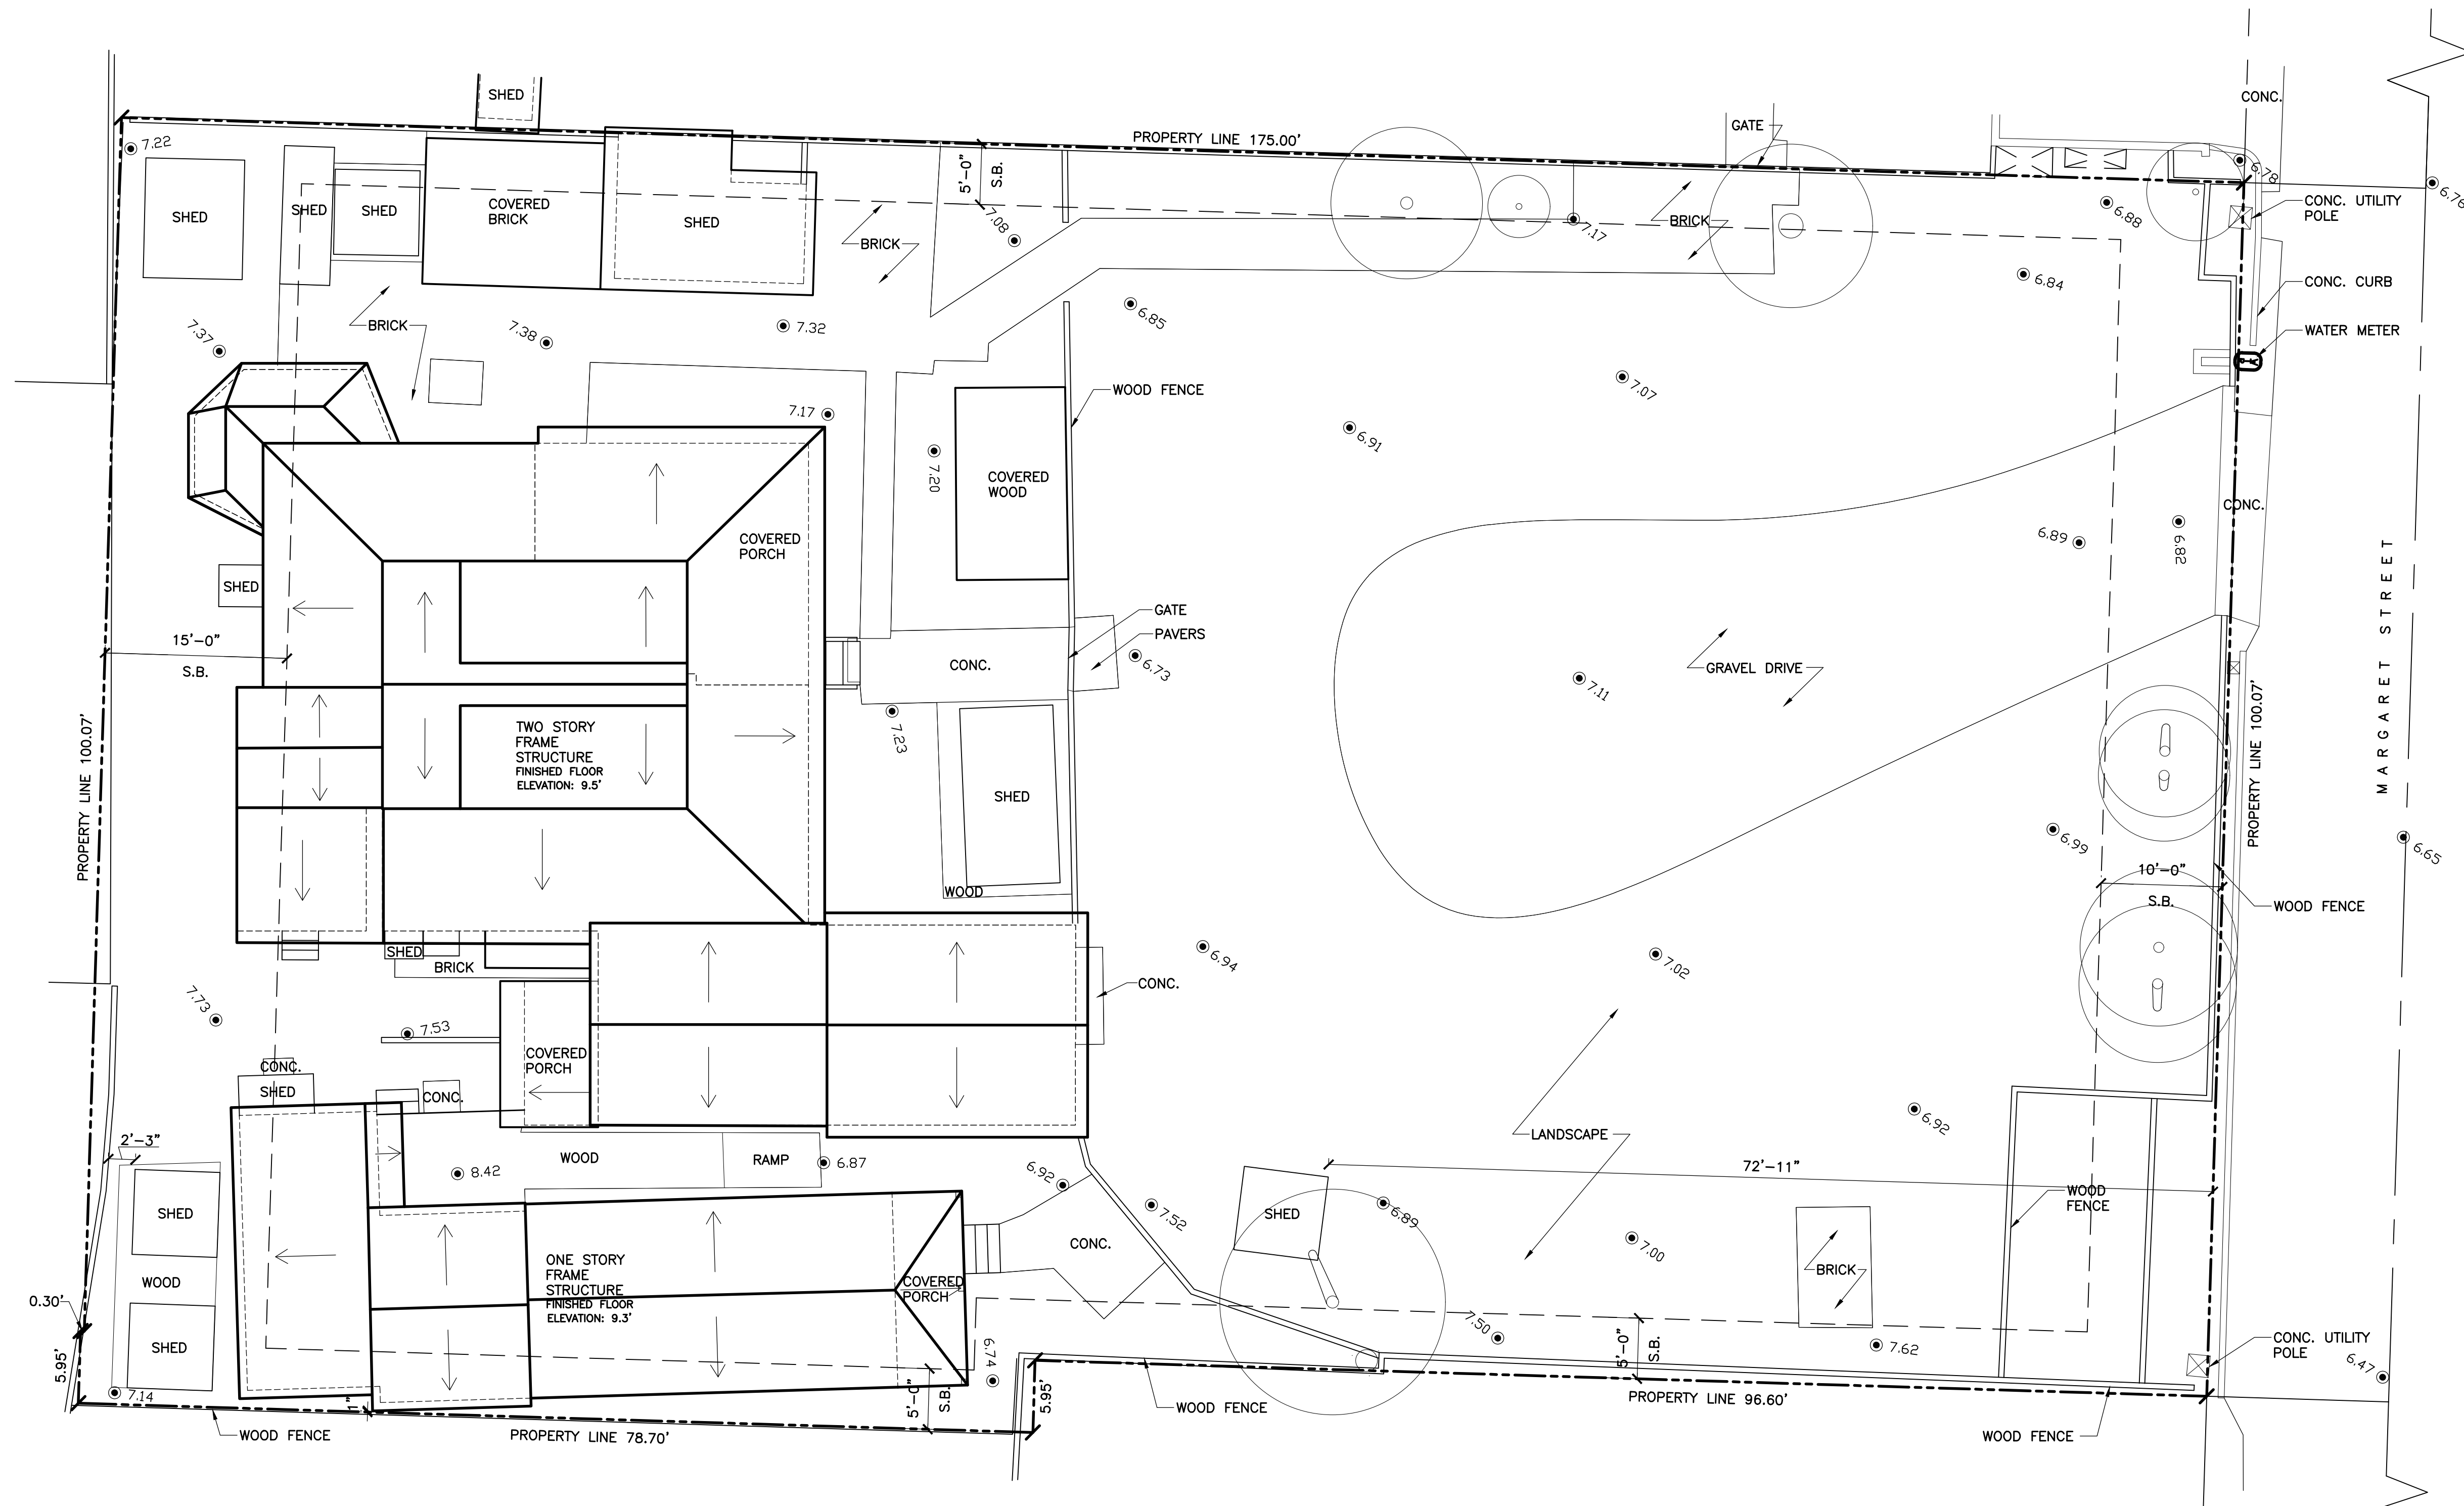 SHED
CONC.
PROPERTY LINE 175.00'
GATE
7.22
6.78
6.76
5'-0"
S.B.
SHED
SHED
SHED
COVERED
BRICK
SHED
BRICK
7.08
7.17
BRICK
6.88
CONC. UTILITY
POLE
6.84
CONC. CURB
6.85
7.37
BRICK
7.38
7.32
WATER METER
7.07
WOOD FENCE
7.17
6.91
7.20
COVERED
WOOD
CONC.
COVERED
PORCH
6.89
6.82
SHED
MARGARET STREET
GATE
PAVERS
15'-0"
S.B.
CONC.
6.73
GRAVEL DRIVE
7.11
7.23
TWO STORY
FRAME
STRUCTURE
FINISHED FLOOR
ELEVATION: 9.5'
PROPERTY LINE 100.07'
PROPERTY LINE 100.07'
SHED
6.99
6.65
10'-0"
S.B.
WOOD
WOOD FENCE
SHED
BRICK
6.94
7.02
CONC.
7.73
7.53
COVERED
PORCH
CONC.
SHED
CONC.
6.92
LANDSCAPE
2'-3"
8.42
WOOD
RAMP
6.87
6.92
72'-11"
WOOD
FENCE
SHED
7.52
SHED
6.89
7.00
CONC.
ONE STORY
FRAME
STRUCTURE
FINISHED FLOOR
ELEVATION: 9.3'
COVERED
PORCH
BRICK
WOOD
0.30'
SHED
5.95'
7.14
1"
6.74
5'-0"
S.B.
7.50
5'-0"
S.B.
7.62
CONC. UTILITY
POLE
6.47
5.95'
PROPERTY LINE 96.60'
WOOD FENCE
WOOD FENCE
PROPERTY LINE 78.70'
WOOD FENCE